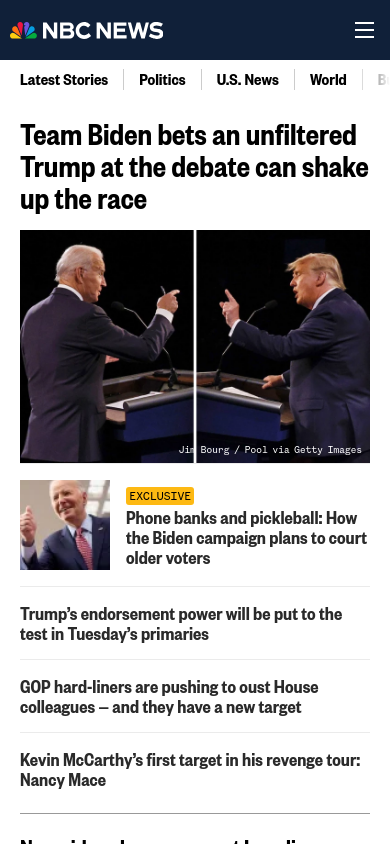 NBC NEWS
Latest Stories
Politics
U.S. News
World
Team Biden bets an unfiltered
Trump at the debate can shake
up the race
Jim Bourg / Pool via Getty Images
EXCLUSIVE
Phone banks and pickleball: How
the Biden campaign plans to court
older voters
Trump’s endorsement power will be put to the
test in Tuesday’s primaries
GOP hard-liners are pushing to oust House
colleagues — and they have a new target
Kevin McCarthy’s first target in his revenge tour:
Nancy Mace